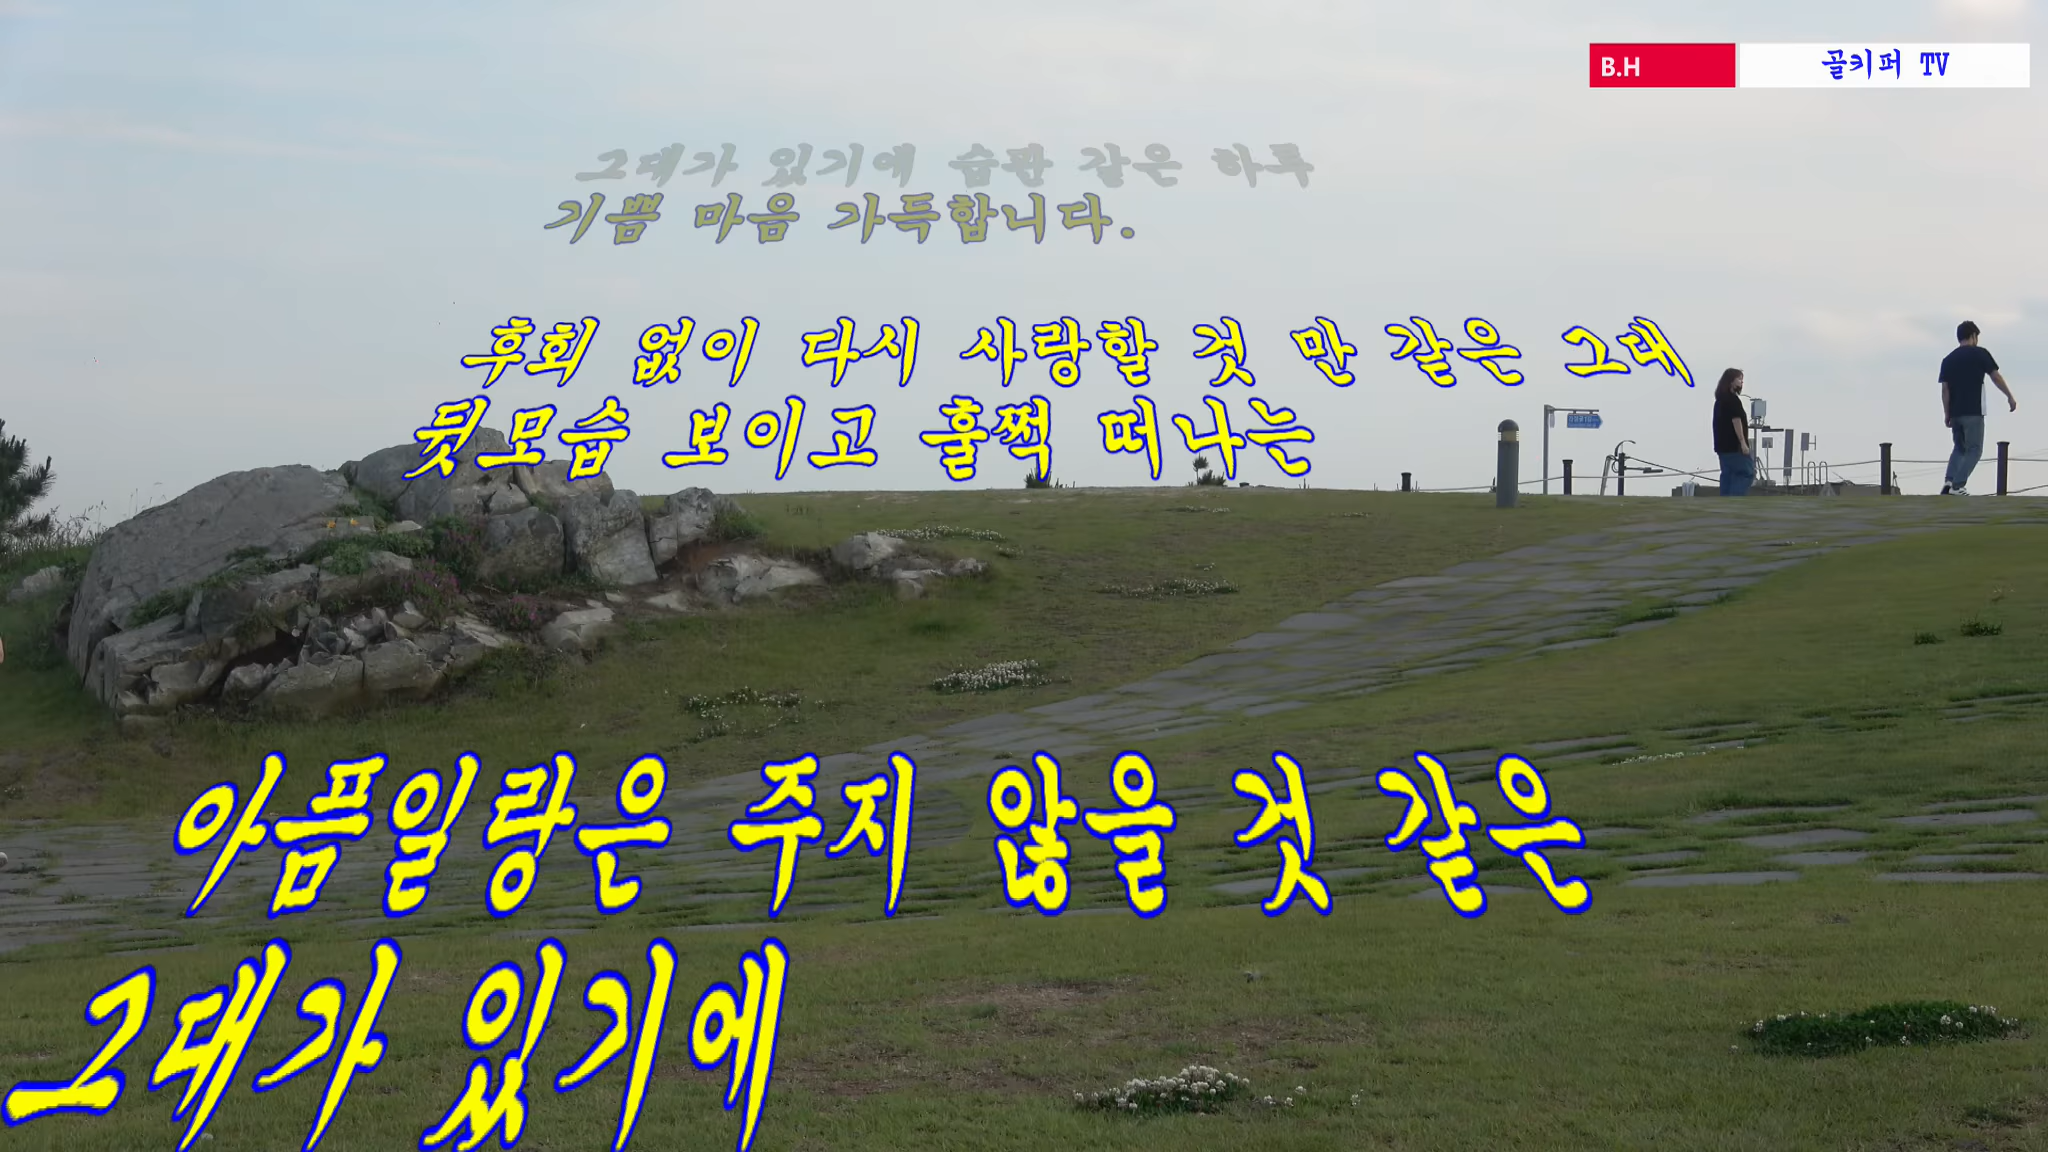 B.H
골키퍼 TV
그대가 있기에 습관 같은 하루
기쁨 마음 가득합니다.
후회 없이 다시 사랑할 것 만 같은 그대
뒷모습 보이고 훌쩍 떠나는
아픔일랑은 주지 않을 것 같은
그대가 있기에